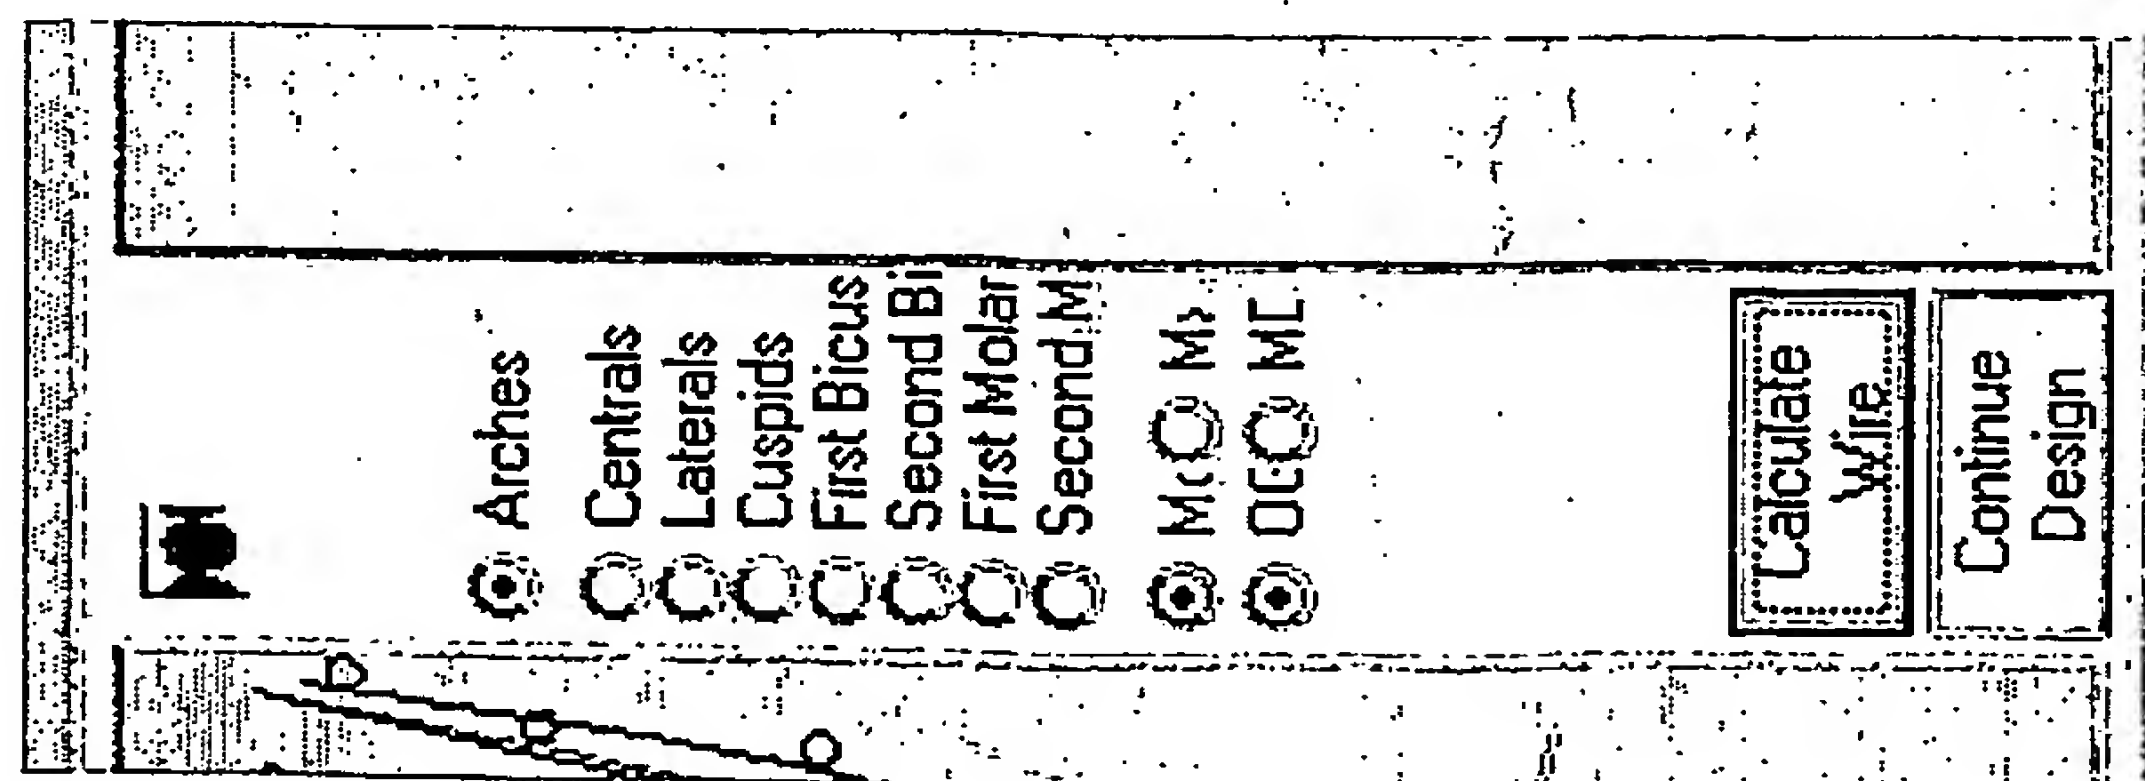 Arches
Centrals
Laterals
Cuspids
First Bicus
Second Bi
First Molar
Second M
Calculate
Wire
Continue
Design